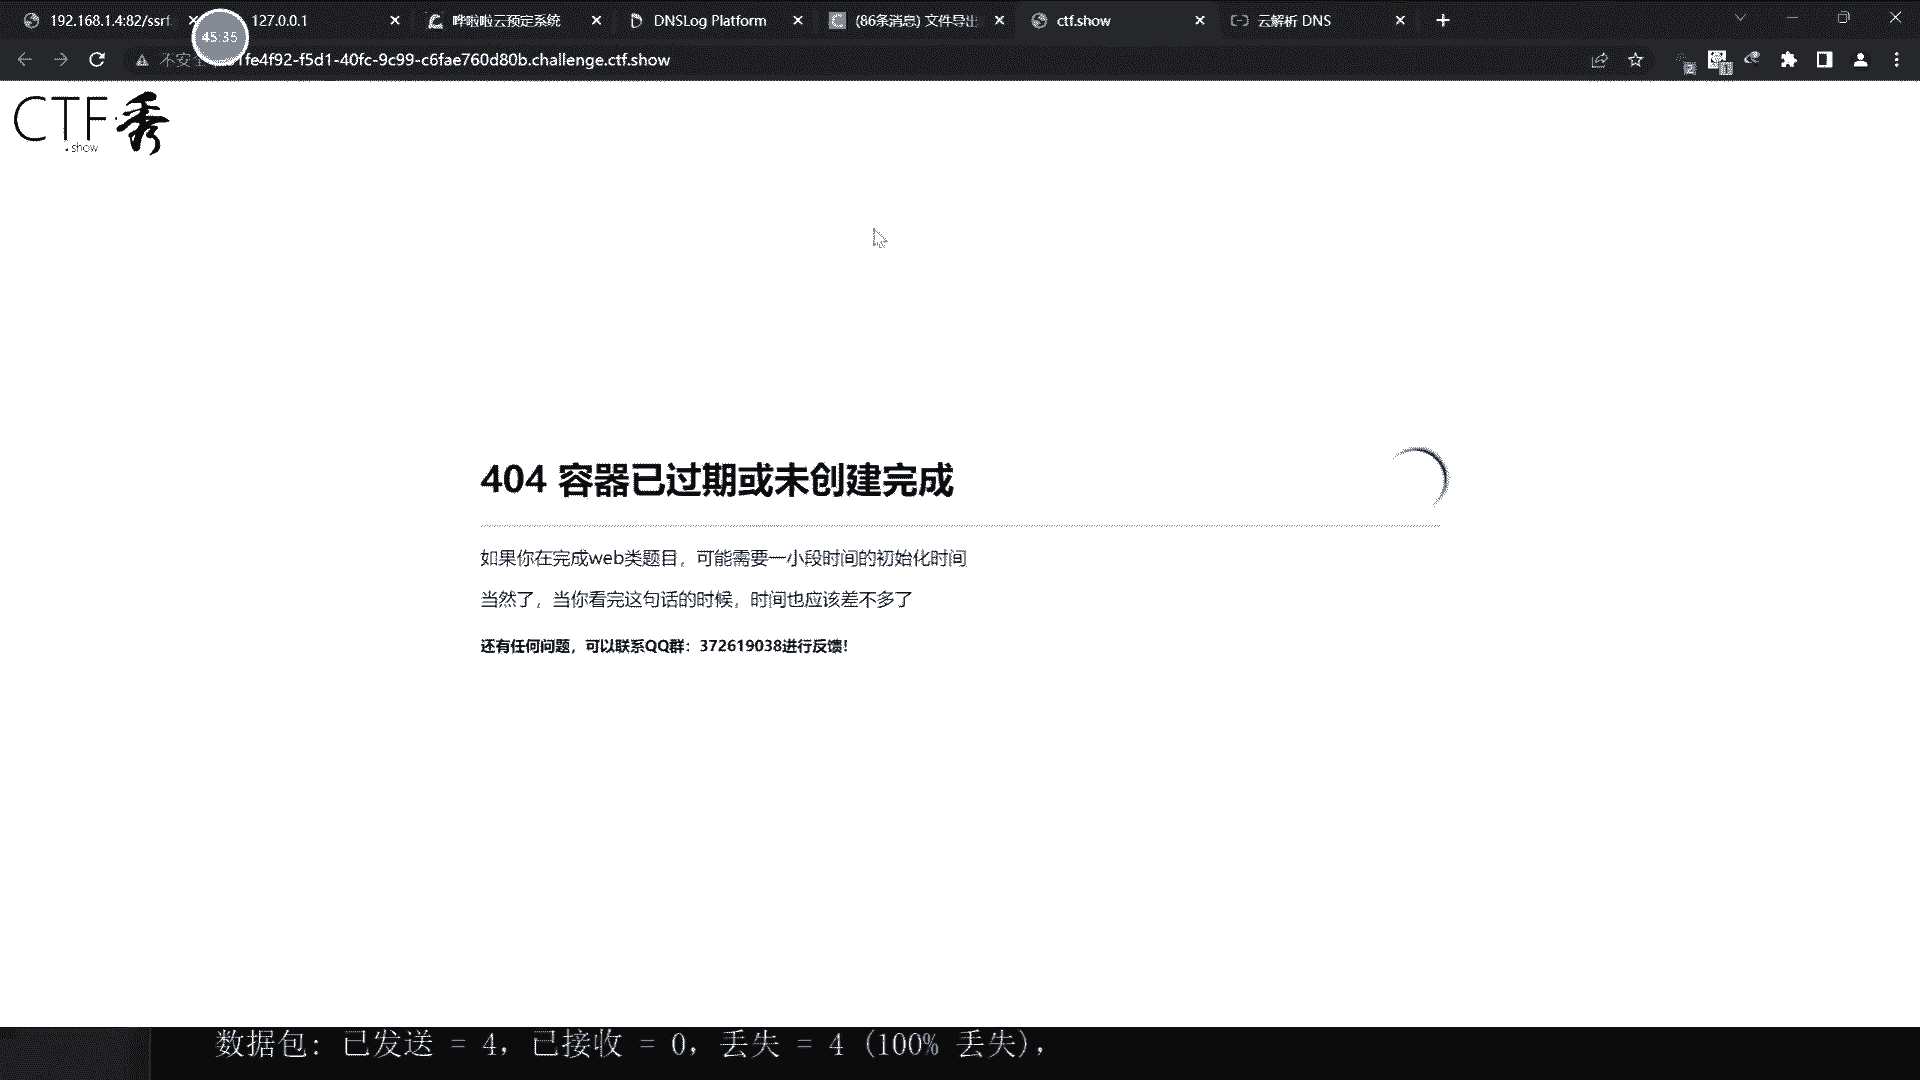 192.168.1.4:82/ssrf
127.0.0.1
哗啦啦云预定系统
DNSLog Platform
(86条消息) 文件导出
ctf.show
云解析 DNS
45:35
不安
1fe4f92-f5d1-40fc-9c99-c6fae760d80b.challenge.ctf.show
2
1
CTF 秀
.show
404 容器已过期或未创建完成
如果你在完成web类题目，可能需要一小段时间的初始化时间
当然了，当你看完这句话的时候，时间也应该差不多了
还有任何问题，可以联系QQ群：372619038进行反馈！
数据包: 已发送 = 4，已接收 = 0，丢失 = 4 (100% 丢失)，